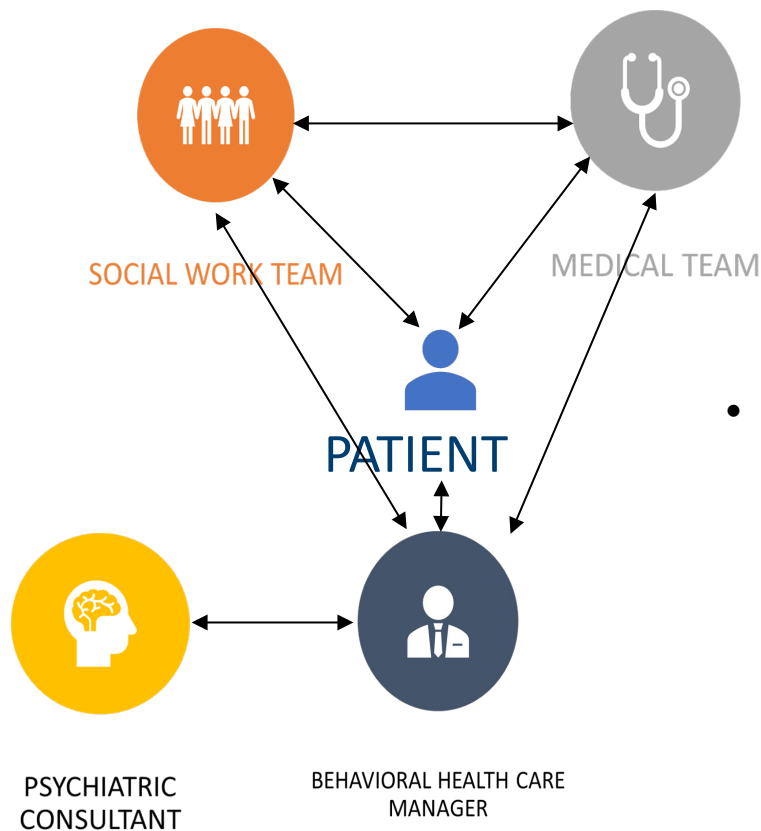 SOCIAL WORK TEAM
MEDICAL TEAM
PATIENT
PSYCHIATRIC
CONSULTANT
BEHAVIORAL HEALTH CARE
MANAGER